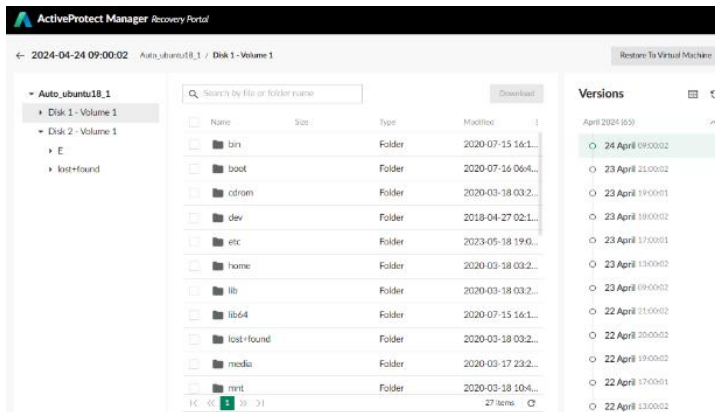 ActiveProtect Manager Recovery Portal
2024-04-24 09:00:02 Auto_ubuntu18_1 / Disk 1 - Volume 1
Restore To Virtual Machine
Auto_ubuntu18_1
Disk 1 - Volume 1
Disk 2 - Volume 1
E
lost+found
Search by file or folder name
Download
Name Size Type Modified
bin Folder 2020-07-15 16:1...
boot Folder 2020-07-16 06:4...
cdrom Folder 2020-03-18 03:2...
dev Folder 2018-04-27 02:1...
etc Folder 2023-05-18 19:0...
home Folder 2020-03-18 03:2...
lib Folder 2020-03-18 03:2...
lib64 Folder 2020-07-15 16:1...
lost+found Folder 2020-03-18 03:2...
media Folder 2020-03-17 23:2...
mnt Folder 2020-03-18 10:4...
1
27 items
Versions
April 2024 (65)
24 April 09:00:02
23 April 21:00:02
23 April 19:00:01
23 April 18:00:02
23 April 17:00:01
23 April 13:00:02
23 April 09:00:02
22 April 21:00:02
22 April 20:00:02
22 April 19:00:02
22 April 17:00:01
22 April 13:00:02